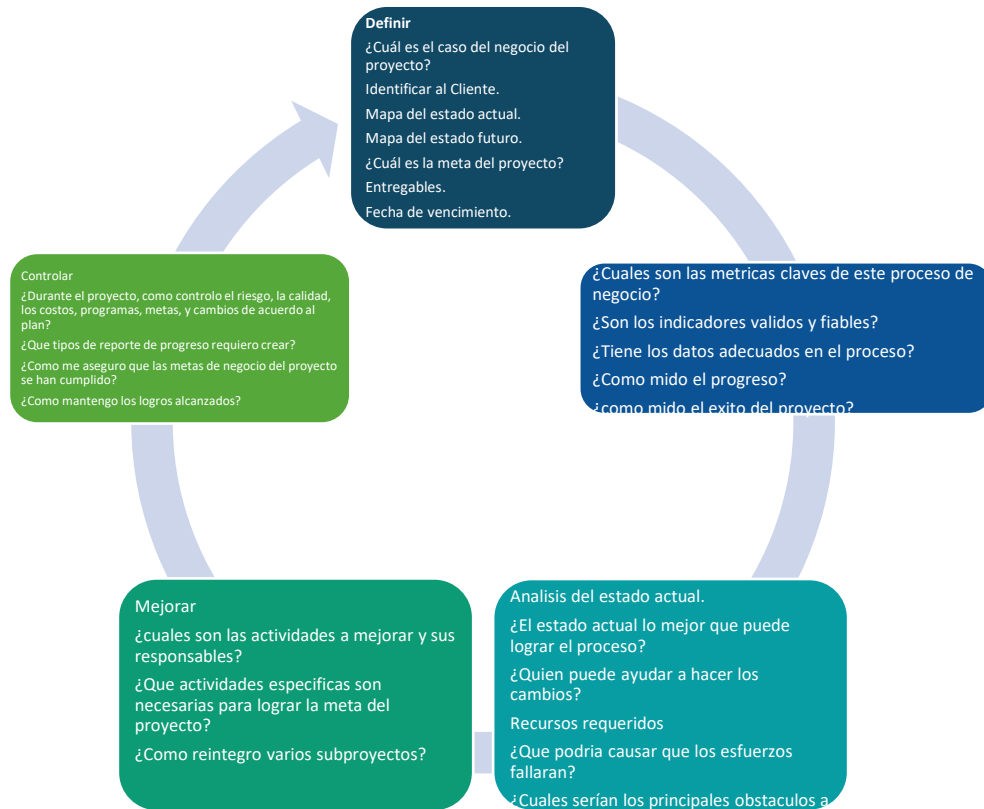 Definir
¿Cuál es el caso del negocio del
proyecto?
Identificar al Cliente.
Mapa del estado actual.
Mapa del estado futuro.
¿Cuál es la meta del proyecto?
Entregables.
Fecha de vencimiento.
¿Cuales son las metricas claves de este proceso de
negocio?
¿Son los indicadores validos y fiables?
¿Tiene los datos adecuados en el proceso?
¿Como mido el progreso?
¿como mido el exito del proyecto?
Analisis del estado actual.
¿El estado actual lo mejor que puede
lograr el proceso?
¿Quien puede ayudar a hacer los
cambios?
Recursos requeridos
¿Que podria causar que los esfuerzos
fallaran?
¿Cuales serían los principales obstaculos a
Mejorar
¿cuales son las actividades a mejorar y sus
responsables?
¿Que actividades especificas son
necesarias para lograr la meta del
proyecto?
¿Como reintegro varios subproyectos?
Controlar
¿Durante el proyecto, como controlo el riesgo, la calidad,
los costos, programas, metas, y cambios de acuerdo al
plan?
¿Que tipos de reporte de progreso requiero crear?
¿Como me aseguro que las metas de negocio del proyecto
se han cumplido?
¿Como mantengo los logros alcanzados?